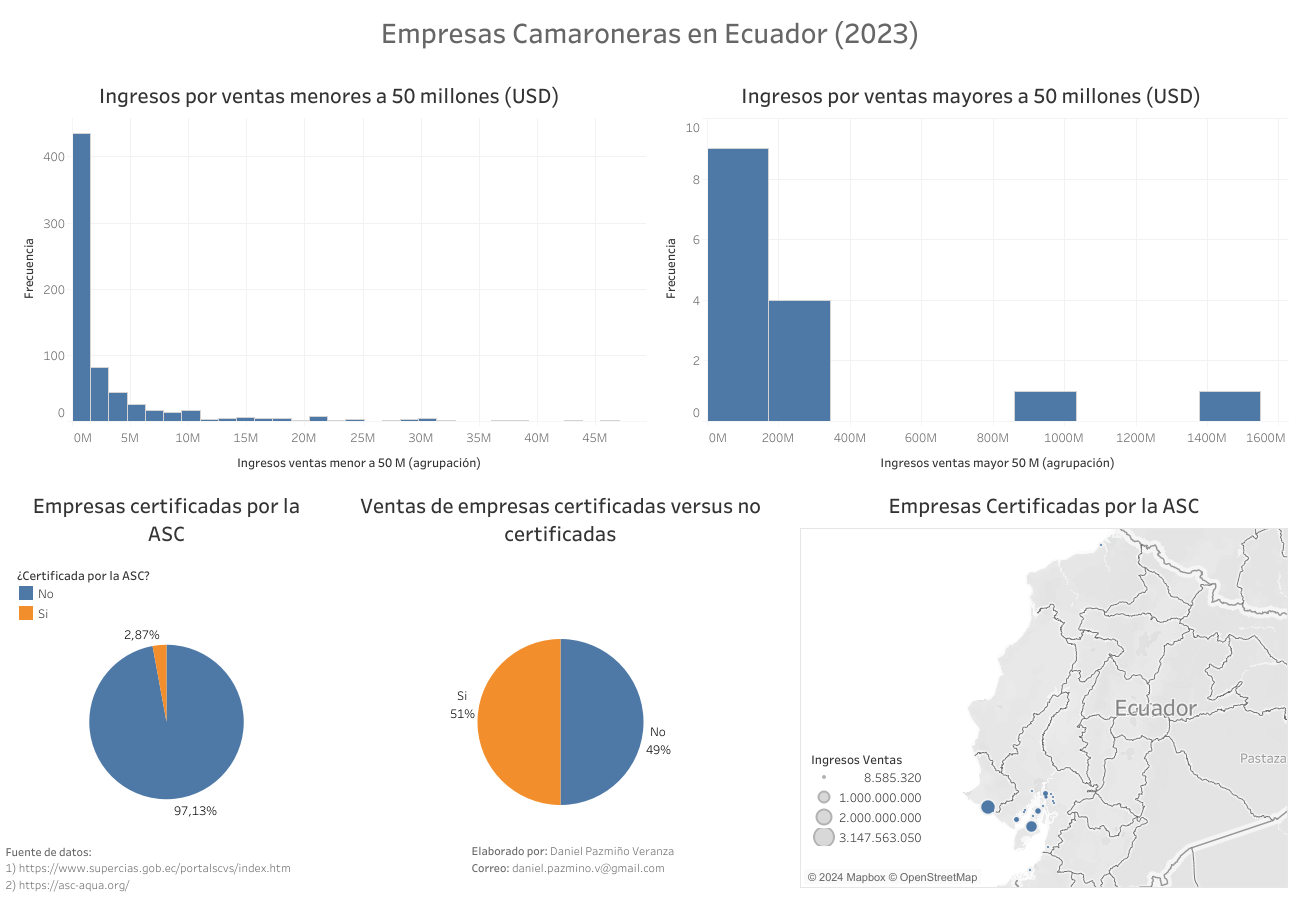 Empresas Camaroneras en Ecuador (2023)
Ingresos por ventas menores a 50 millones (USD)
Frecuencia
400
300
200
100
0
0M 5M 10M 15M 20M 25M 30M 35M 40M 45M
Ingresos ventas menor a 50 M (agrupación)
Ingresos por ventas mayores a 50 millones (USD)
Frecuencia
10
8
6
4
2
0
0M 200M 400M 600M 800M 1000M 1200M 1400M 1600M
Ingresos ventas mayor 50 M (agrupación)
Empresas certificadas por la
ASC
¿Certificada por la ASC?
No
Si
2,87%
97,13%
Ventas de empresas certificadas versus no
certificadas
Si
51%
No
49%
Empresas Certificadas por la ASC
Ecuador
Pastaza
Ingresos Ventas
8.585.320
1.000.000.000
2.000.000.000
3.147.563.050
© 2024 Mapbox © OpenStreetMap
Fuente de datos:
1) https://www.supercias.gob.ec/portalscvs/index.htm
2) https://asc-aqua.org/
Elaborado por: Daniel Pazmiño Veranza
Correo: daniel.pazmino.v@gmail.com